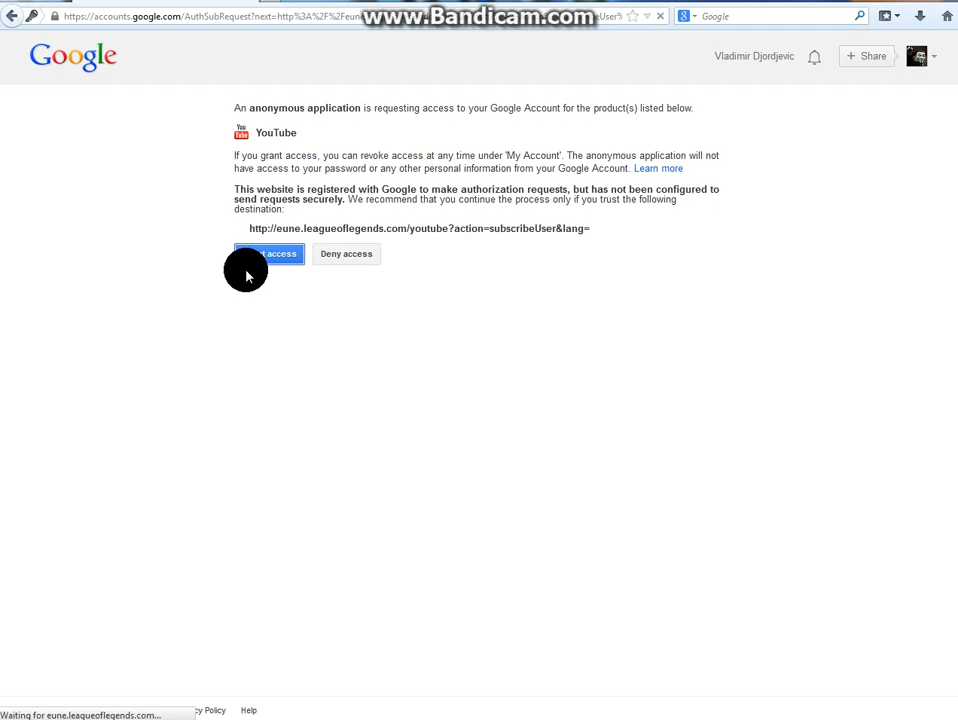 https://accounts.google.com/AuthSubRequest?next=http%3A%2F%2Feune.
www.Bandicam.com
Google
Google
Vladimir Djordjevic
+ Share
An anonymous application is requesting access to your Google Account for the product(s) listed below.
You Tube
YouTube
If you grant access, you can revoke access at any time under 'My Account'. The anonymous application will not
have access to your password or any other personal information from your Google Account. Learn more
This website is registered with Google to make authorization requests, but has not been configured to
send requests securely. We recommend that you continue the process only if you trust the following
destination:
http://eune.leagueoflegends.com/youtube?action=subscribeUser&lang=
access
Deny access
Waiting for eune.leagueoflegends.com...
Policy
Help